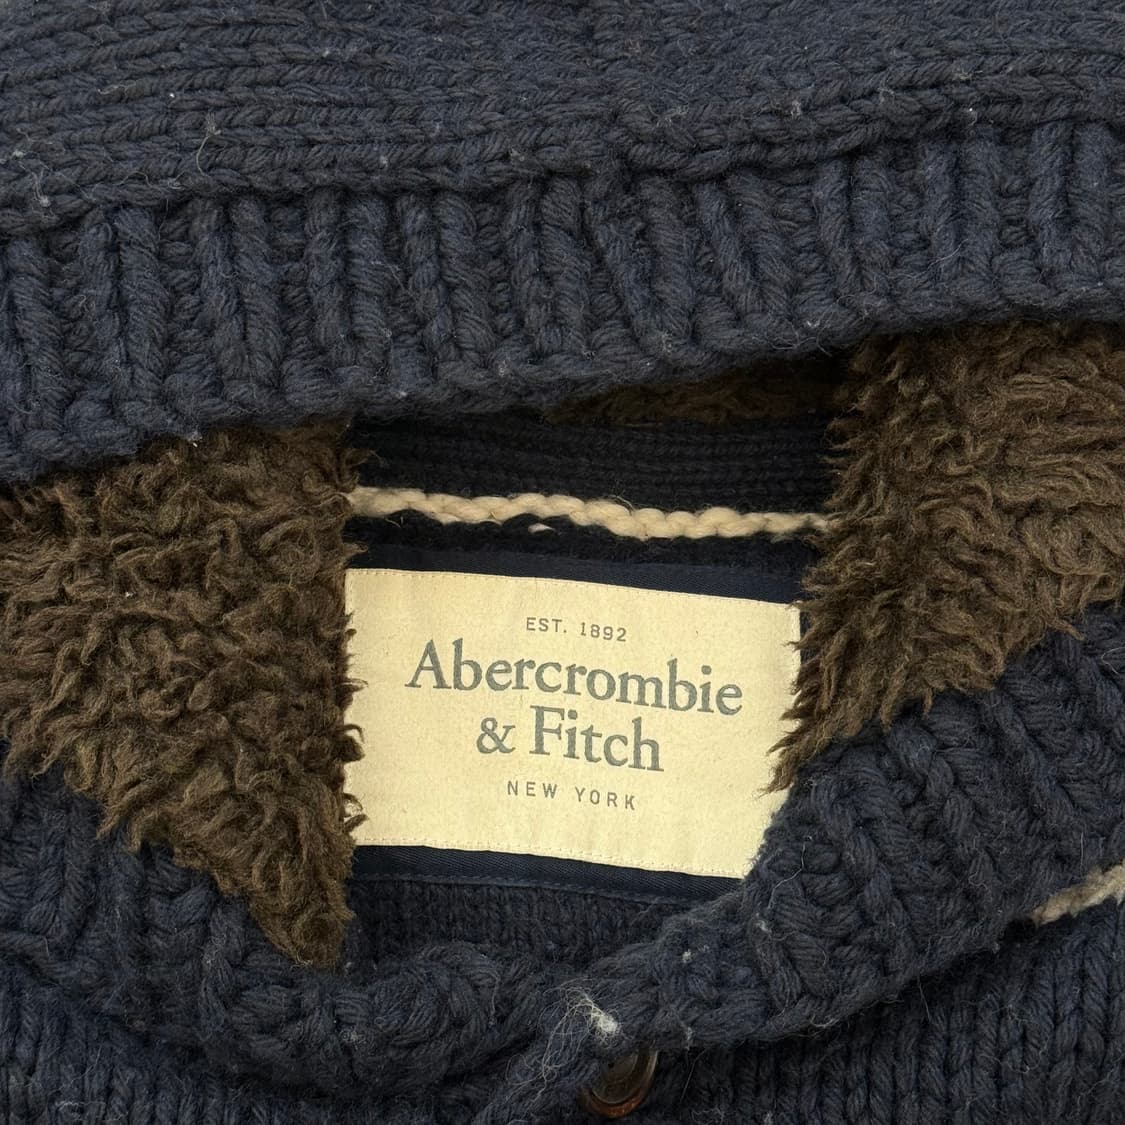 EST. 1892
Abercrombie
& Fitch
NEW YORK